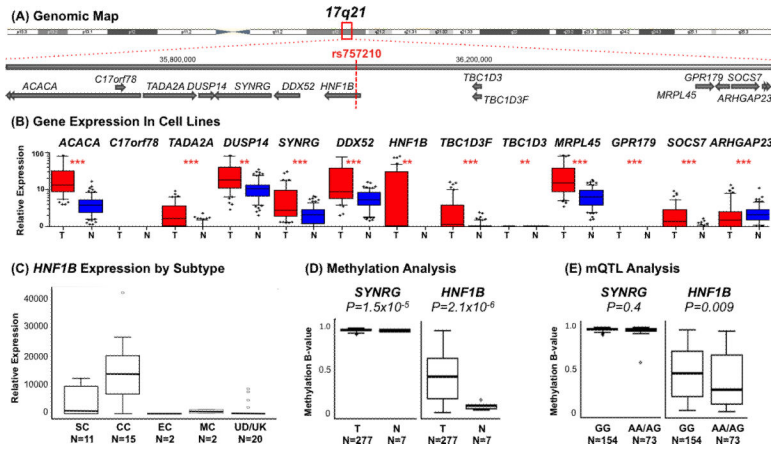 (A) Genomic Map
17q21
rs757210
35,800,000
36,200,000
C17orf78
TBC1D3
GPR179 SOCS7
ACACA
TADA2A DUSP14 SYNRG DDX52 HNF1B
TBC1D3F
MRPL45
ARHGAP23
(B) Gene Expression In Cell Lines
ACACA C17orf78 TADA2A DUSP14 SYNRG DDX52 HNF1B TBC1D3F TBC1D3 MRPL45 GPR179 SOCS7 ARHGAP23
*** *** ** *** *** ** *** ** *** *** *** ***
Relative Expression
100
10
0
T N T N T N T N T N T N T N T N T N T N T N T N T N
(C) HNF1B Expression by Subtype
Relative Expression
40000
30000
20000
10000
0
SC CC EC MC UD/UK
N=11 N=15 N=2 N=2 N=20
(D) Methylation Analysis
SYNRG HNF1B
P=1.5x10-5 P=2.1x10-6
Methylation B-value
1.0
0.5
0.0
T N T N
N=277 N=7 N=277 N=7
(E) mQTL Analysis
SYNRG HNF1B
P=0.4 P=0.009
Methylation B-value
1.0
0.5
0.0
GG AA/AG GG AA/AG
N=154 N=73 N=154 N=73